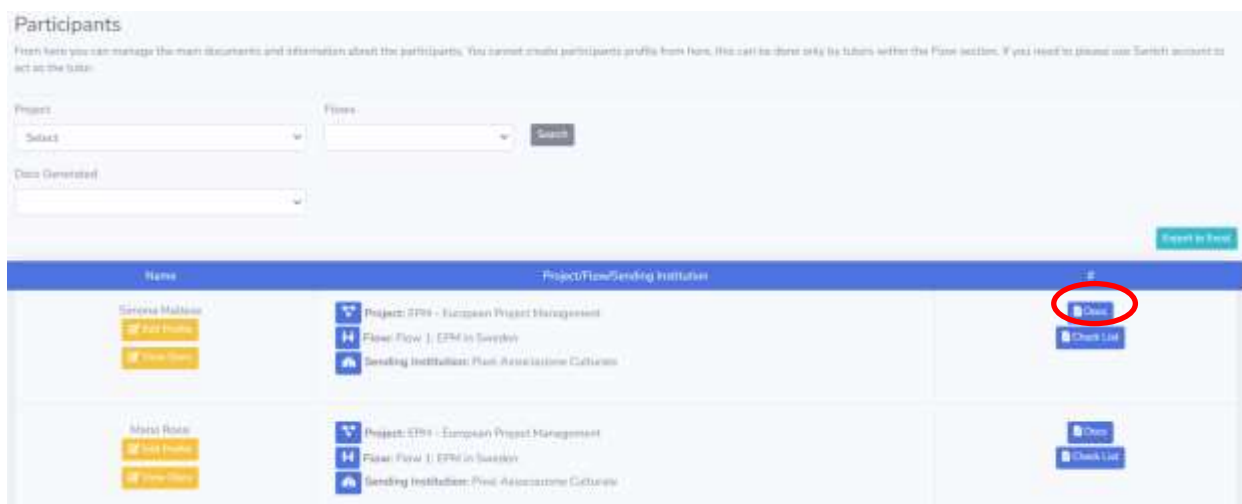 Participants
From here you can manage the main documents and information about the participants. You cannot create participants profile from here, this can be done only by tutors within the Flow section. If you need to please use Switch account to
act as the tutor.
Project
Flows
Select
Search
Docs Generated
Export to Excel
Name
Project/Flow/Sending Institution
#
Simona Maltese
Edit Profile
View Diary
Project: EPM - European Project Management
Flow: Flow 1: EPM in Sweden
Sending Institution: Pixel Associazione Culturale
Docs
Check List
Mario Rossi
Edit Profile
View Diary
Project: EPM - European Project Management
Flow: Flow 1: EPM in Sweden
Sending Institution: Pixel Associazione Culturale
Docs
Check List